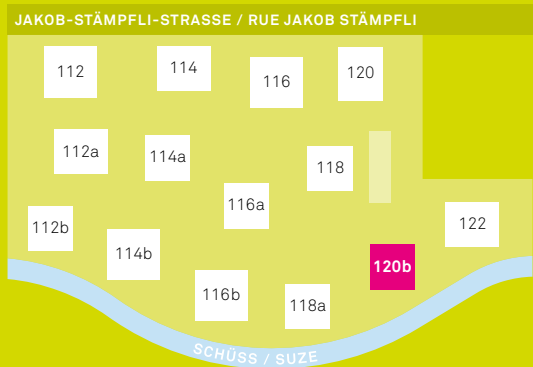 JAKOB-STÄMPFLI-STRASSE / RUE JAKOB STÄMPFLI
112
114
116
120
112a
114a
118
116a
112b
122
114b
120b
116b
118a
SCHÜSS / SUZE